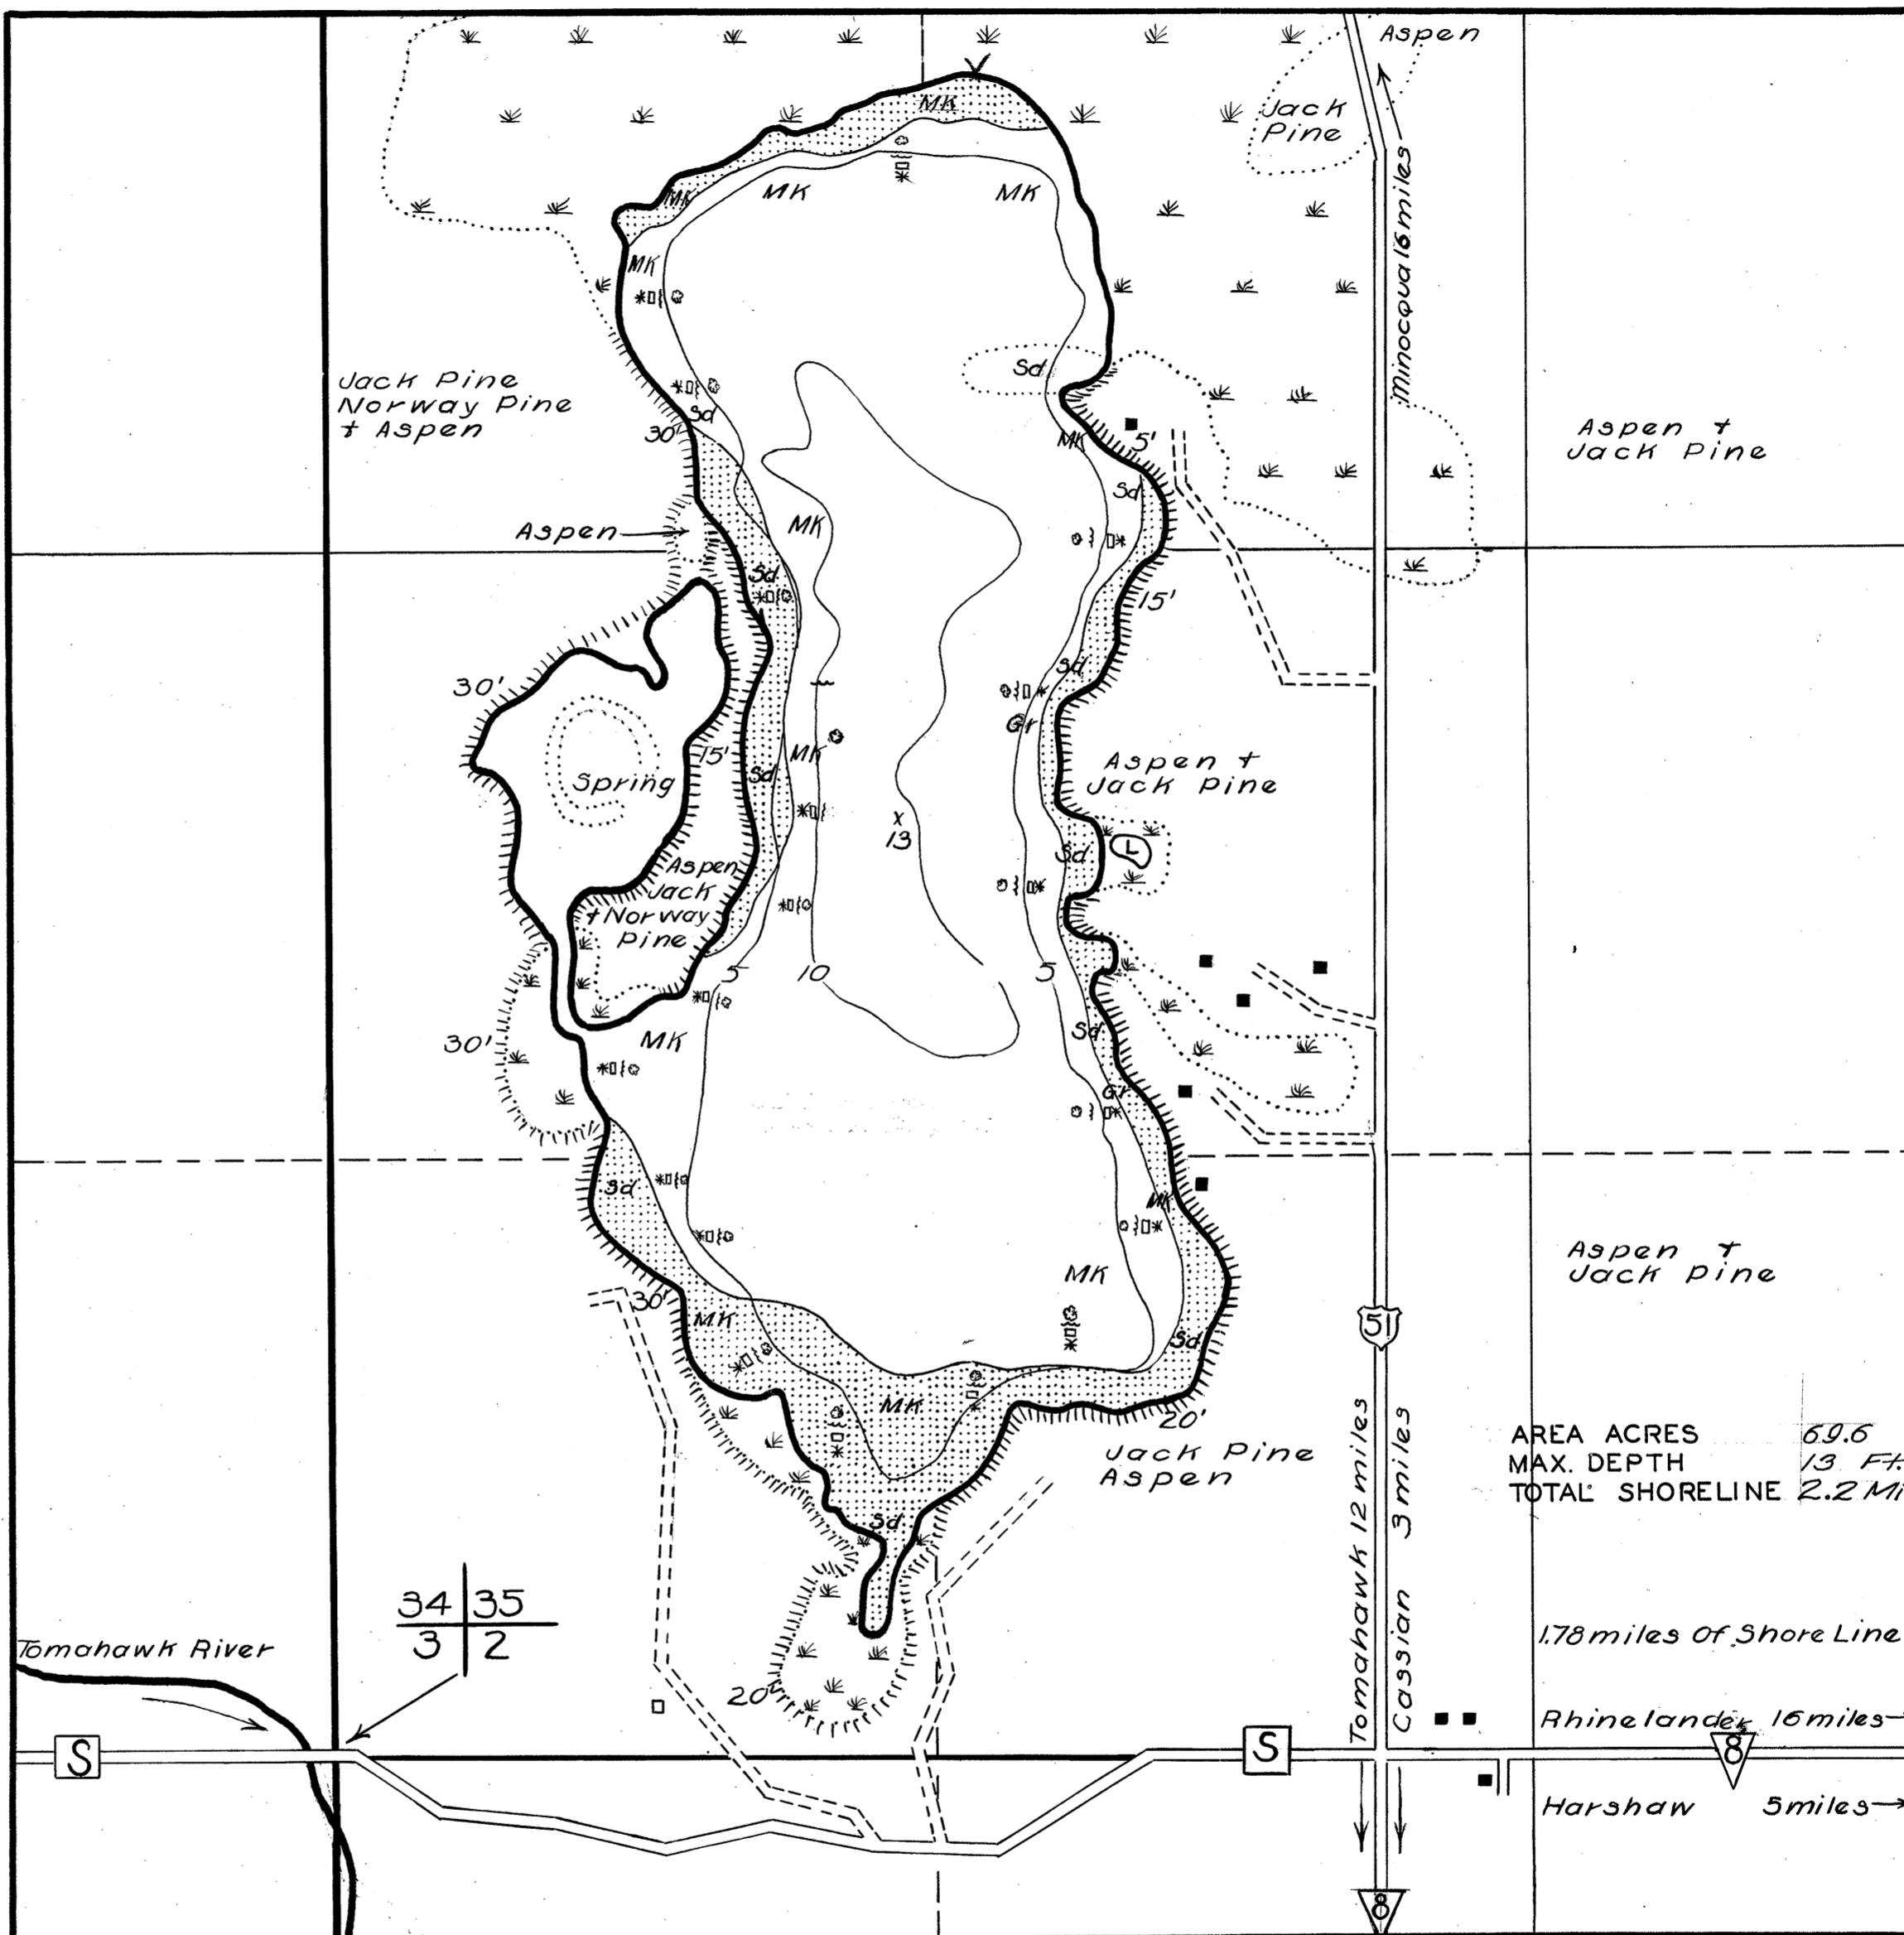 Aspen
Jack
Pine
MK
MK
MK
MK
MK
Minocqua 16 miles
Jack Pine
Norway Pine
+ Aspen
Sd
Sd
30'
MK
5'
Aspen +
Jack Pine
Sd
MK
Aspen
Sd
15'
Sd
30'
Gr
15'
MK
Sd
Spring
Aspen +
Jack Pine
x
13
Sd
L
Aspen
Jack
+ Norway
Pine
5
10
5
Sd
30'
MK
Gr
Sd
MK
Aspen +
Jack Pine
MK
30'
MK
51
Sd
MK
20'
Jack Pine
Aspen
AREA ACRES 69.6
MAX. DEPTH 13 Ft.
TOTAL SHORELINE 2.2 Mi
Sd
Tomahawk 12 miles
Cassian 3 miles
34 35
3 2
Tomahawk River
1.78 miles Of Shore Line
20'
Rhinelander 16 miles
S
S
8
Harshaw 5 miles
8